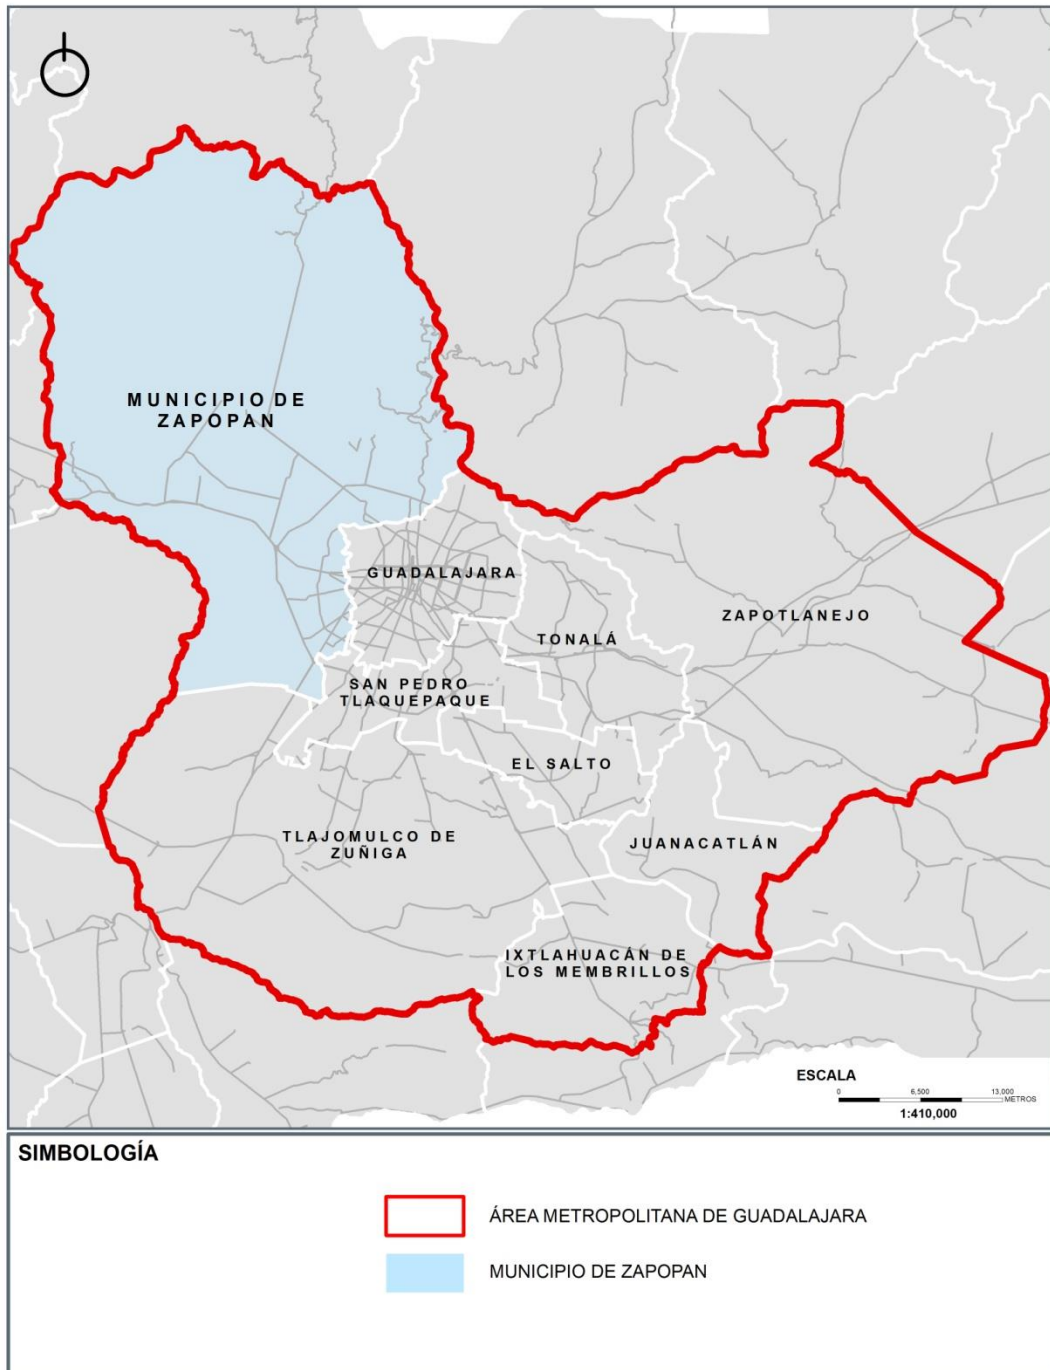 MUNICIPIO DE
ZAPOPAN
GUADALAJARA
ZAPOTLANEJO
TONALÁ
SAN PEDRO
TLAQUEPAQUE
EL SALTO
TLAJOMULCO DE
ZUÑIGA
JUANACATLÁN
IXTLAHUACÁN DE
LOS MEMBRILLOS
ESCALA
0 6,500 13,000
METROS
1:410,000
SIMBOLOGÍA
ÁREA METROPOLITANA DE GUADALAJARA
MUNICIPIO DE ZAPOPAN